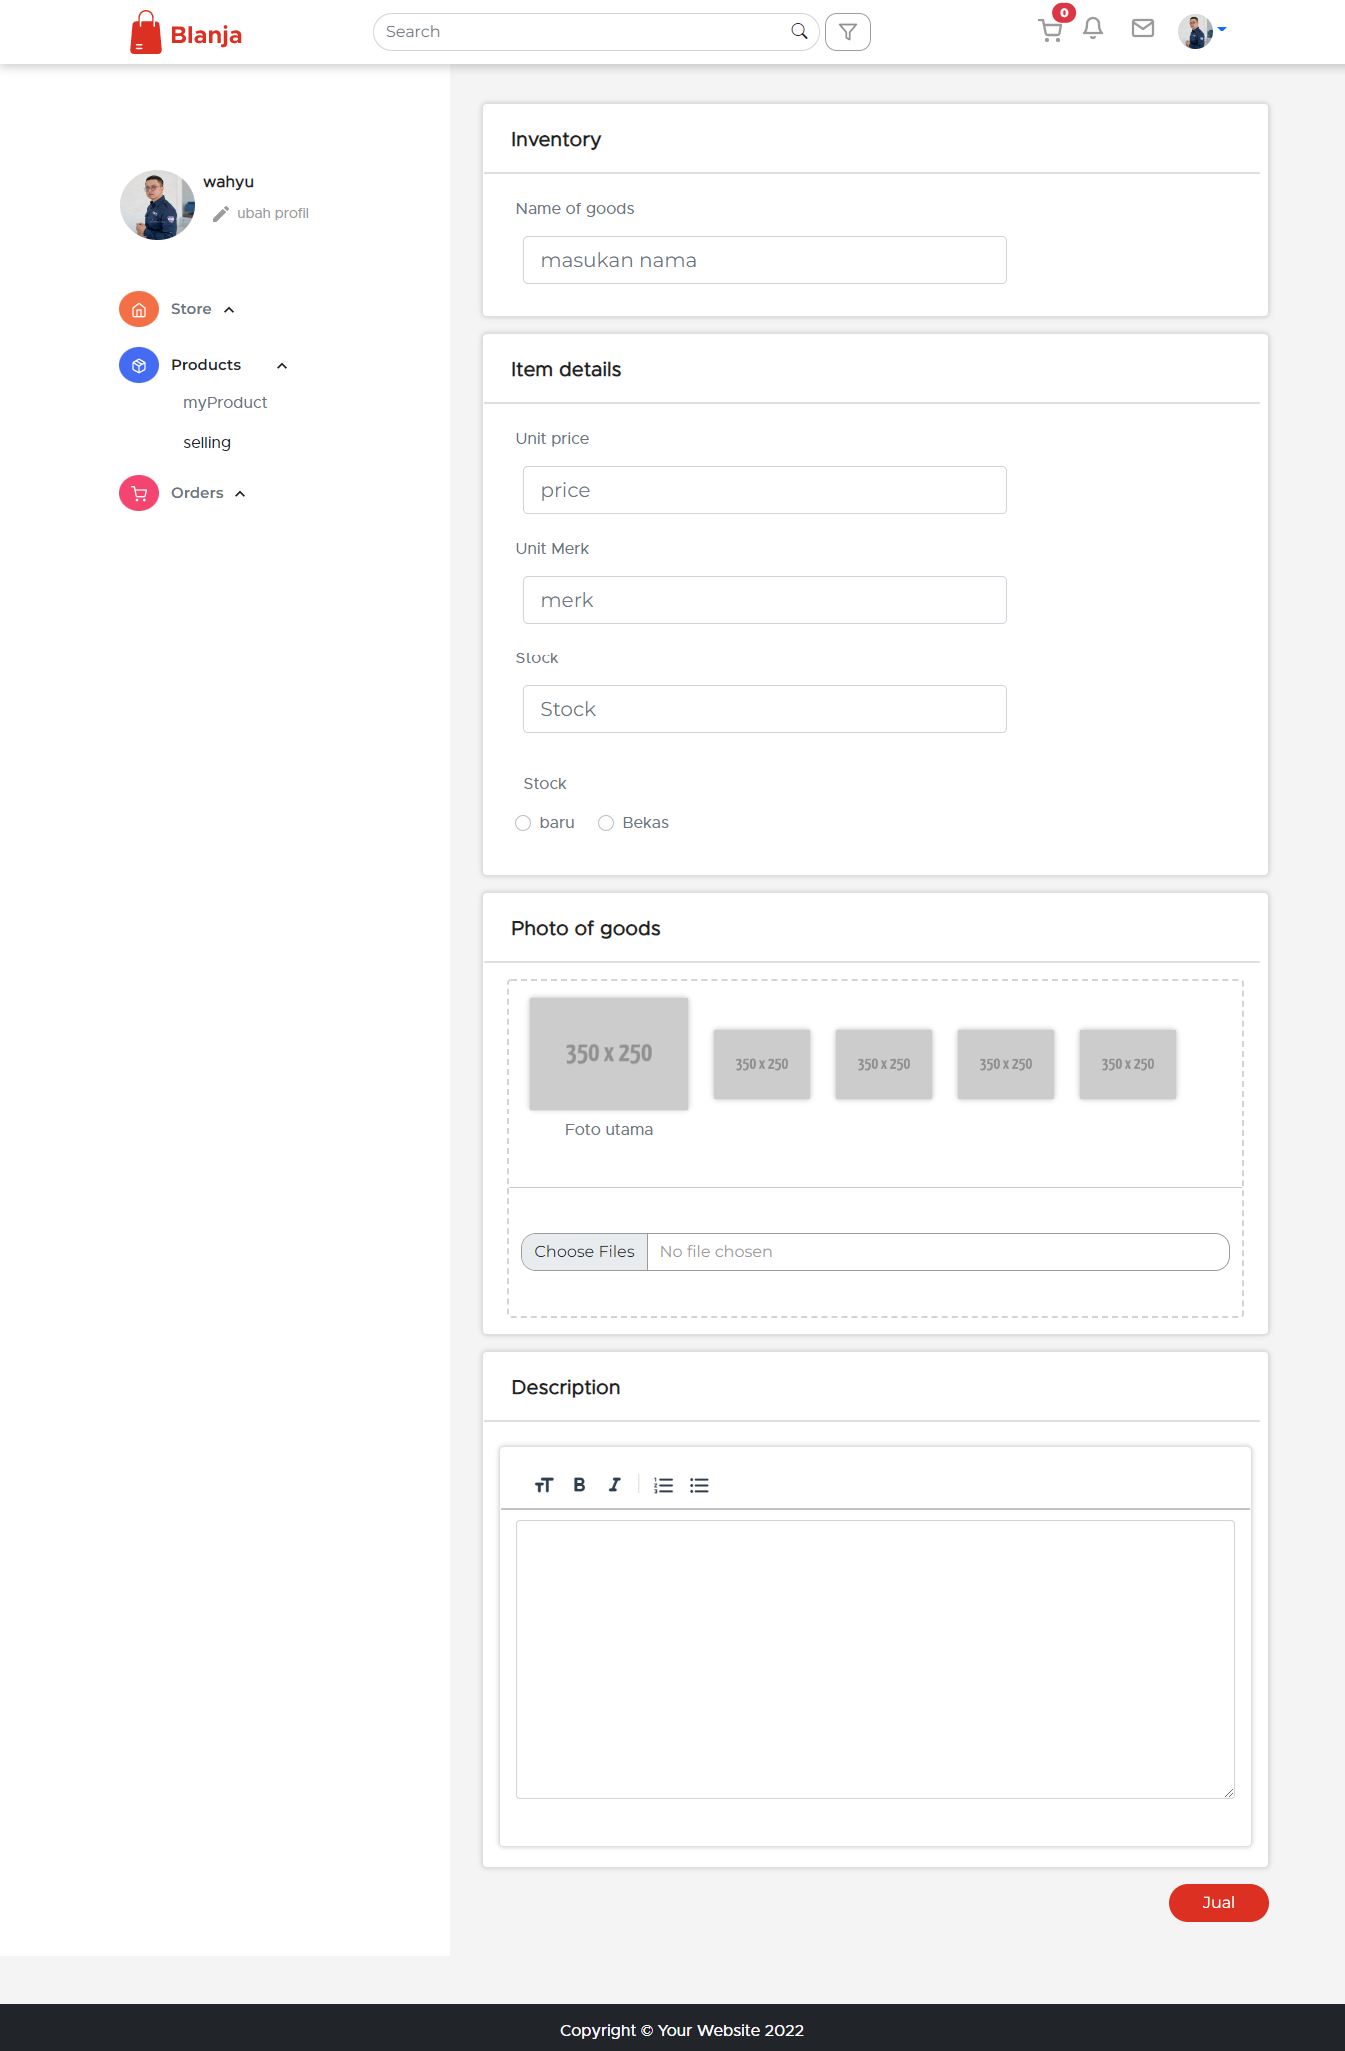 Blanja
Search
0
wahyu
ubah profil
Store
Products
myProduct
selling
Orders
Inventory
Name of goods
masukan nama
Item details
Unit price
price
Unit Merk
merk
Stock
Stock
Stock
baru Bekas
Photo of goods
350 x 250 350 x 250 350 x 250 350 x 250 350 x 250
Foto utama
Choose Files No file chosen
Description
Jual
Copyright © Your Website 2022